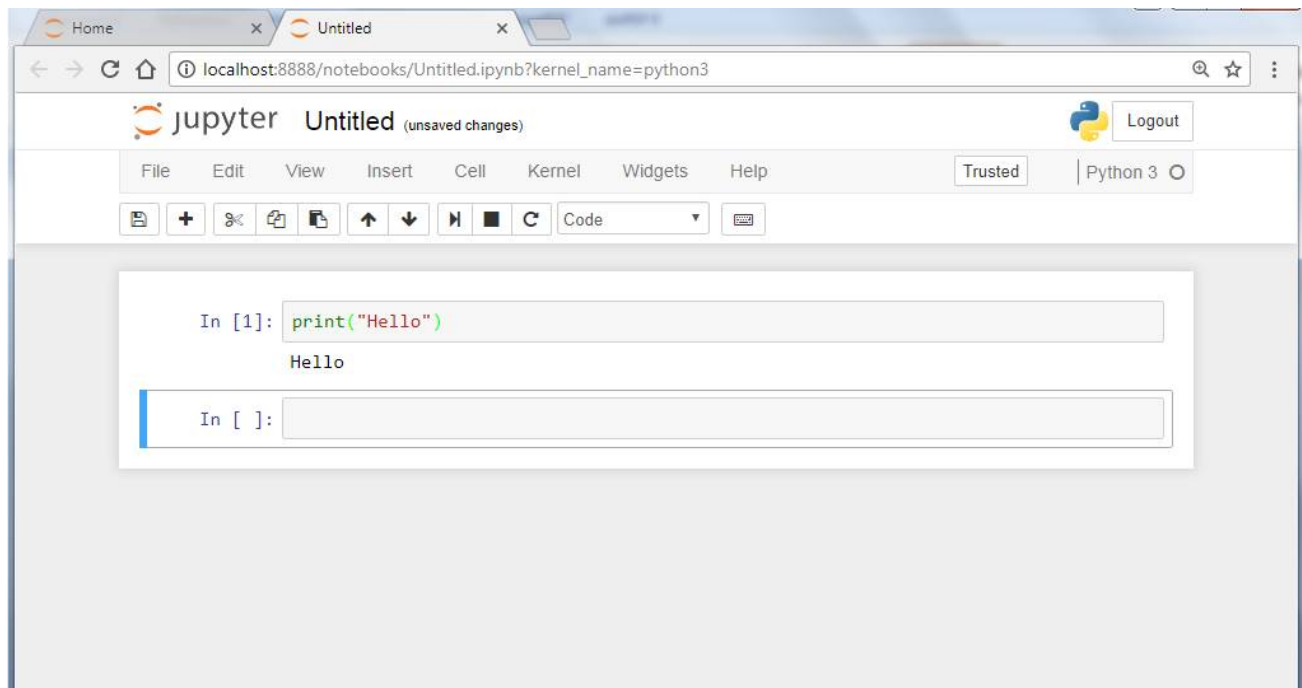 Home Untitled
localhost:8888/notebooks/Untitled.ipynb?kernel_name=python3
jupyter Untitled (unsaved changes) Logout
File Edit View Insert Cell Kernel Widgets Help Trusted Python 3
Code
In [1]: print("Hello")
Hello
In [ ]: